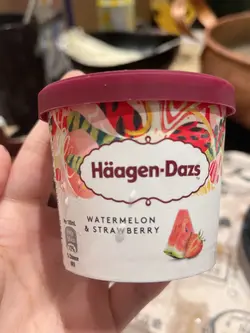 Häagen-Dazs
WATERMELON
& STRAWBERRY